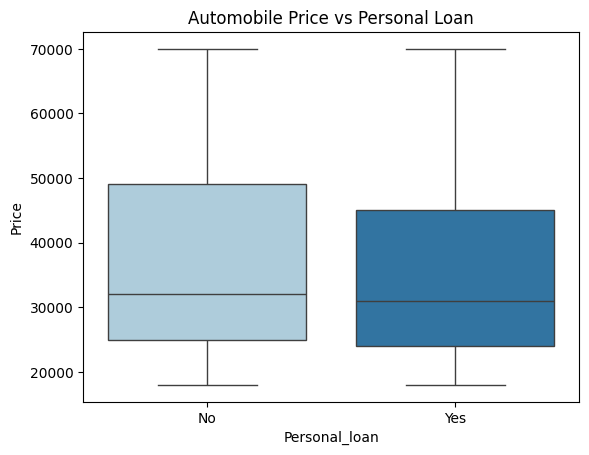 Automobile Price vs Personal Loan
70000
60000
50000
40000
30000
20000
Price
No
Yes
Personal_loan